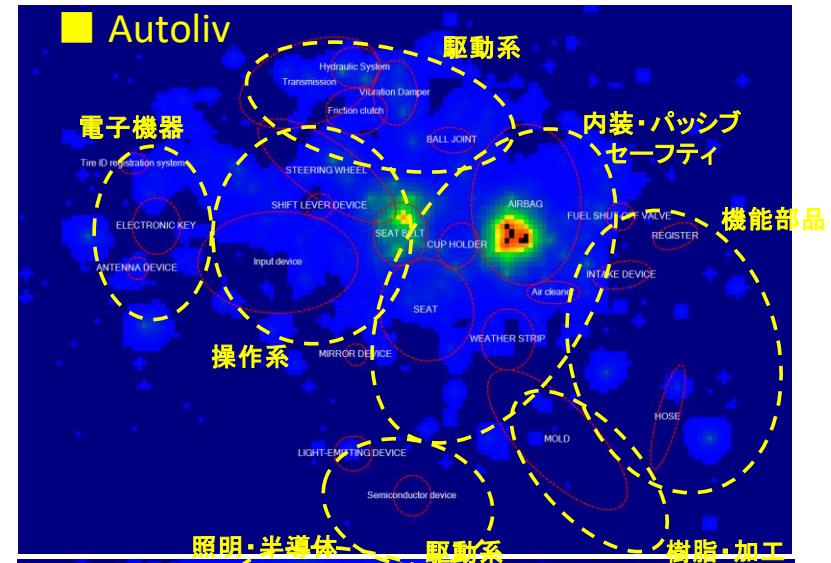 ■ Autoliv
駆動系
Hydraulic System
Transmission
Vibration Damper
Friction clutch
電子機器
内装・パッシブ
セーフティ
BALL JOINT
Tire ID registration system
STEERING WHEEL
SHIFT LEVER DEVICE
AIRBAG
FUEL SHUT OFF VALVE
機能部品
ELECTRONIC KEY
SEAT BELT
CUP HOLDER
REGISTER
ANTENNA DEVICE
Input device
INTAKE DEVICE
Air cleaner
SEAT
WEATHER STRIP
操作系
MIRROR DEVICE
HOSE
MOLD
LIGHT-EMITTING DEVICE
Semiconductor device
照明・半導体
駆動系
樹脂・加工